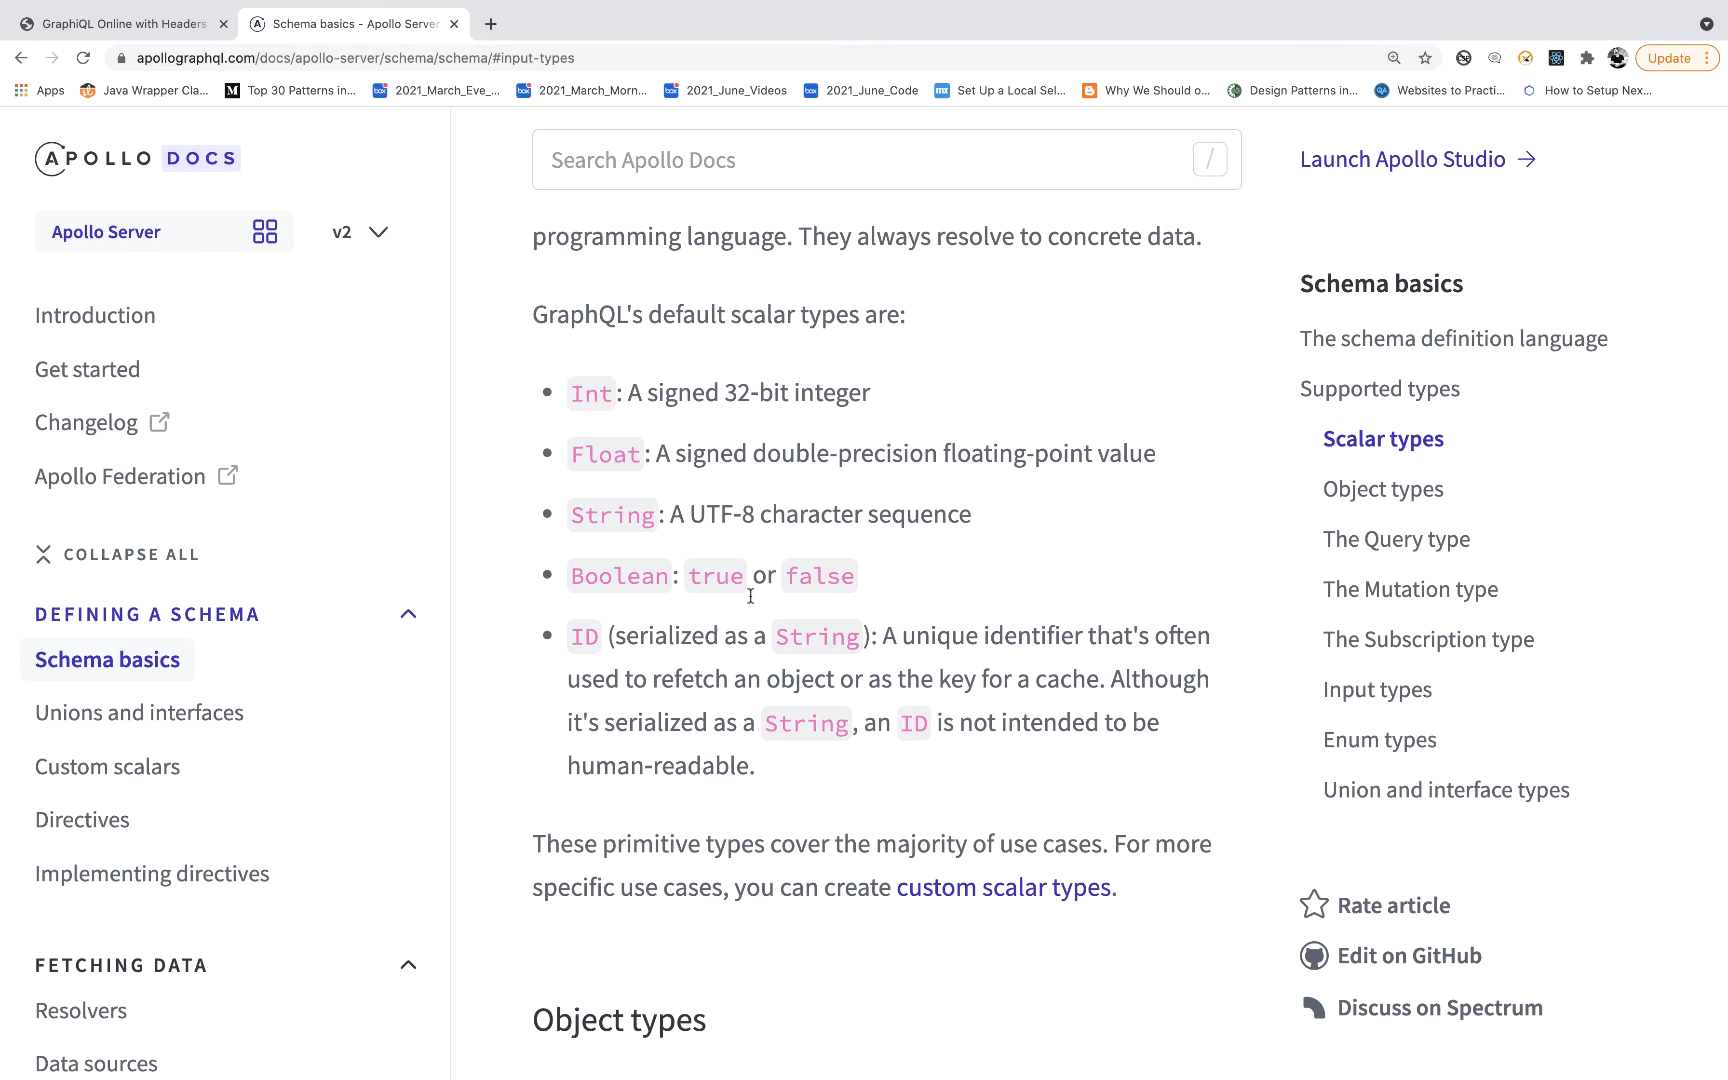 GraphiQL Online with Headers
Schema basics - Apollo Server
apollographql.com/docs/apollo-server/schema/schema/#input-types
Update
Apps
Java Wrapper Cla...
Top 30 Patterns in...
2021_March_Eve_...
2021_March_Morn...
2021_June_Videos
2021_June_Code
Set Up a Local Sel...
Why We Should o...
Design Patterns in...
Websites to Practi...
How to Setup Nex...
APOLLO DOCS
Apollo Server
v2
Introduction
Get started
Changelog
Apollo Federation
COLLAPSE ALL
DEFINING A SCHEMA
Schema basics
Unions and interfaces
Custom scalars
Directives
Implementing directives
FETCHING DATA
Resolvers
Data sources
Search Apollo Docs
/
programming language. They always resolve to concrete data.
GraphQL's default scalar types are:
• Int: A signed 32-bit integer
• Float: A signed double-precision floating-point value
• String: A UTF-8 character sequence
• Boolean: true or false
• ID (serialized as a String): A unique identifier that's often
used to refetch an object or as the key for a cache. Although
it's serialized as a String, an ID is not intended to be
human-readable.
These primitive types cover the majority of use cases. For more
specific use cases, you can create custom scalar types.
Object types
Launch Apollo Studio →
Schema basics
The schema definition language
Supported types
Scalar types
Object types
The Query type
The Mutation type
The Subscription type
Input types
Enum types
Union and interface types
Rate article
Edit on GitHub
Discuss on Spectrum